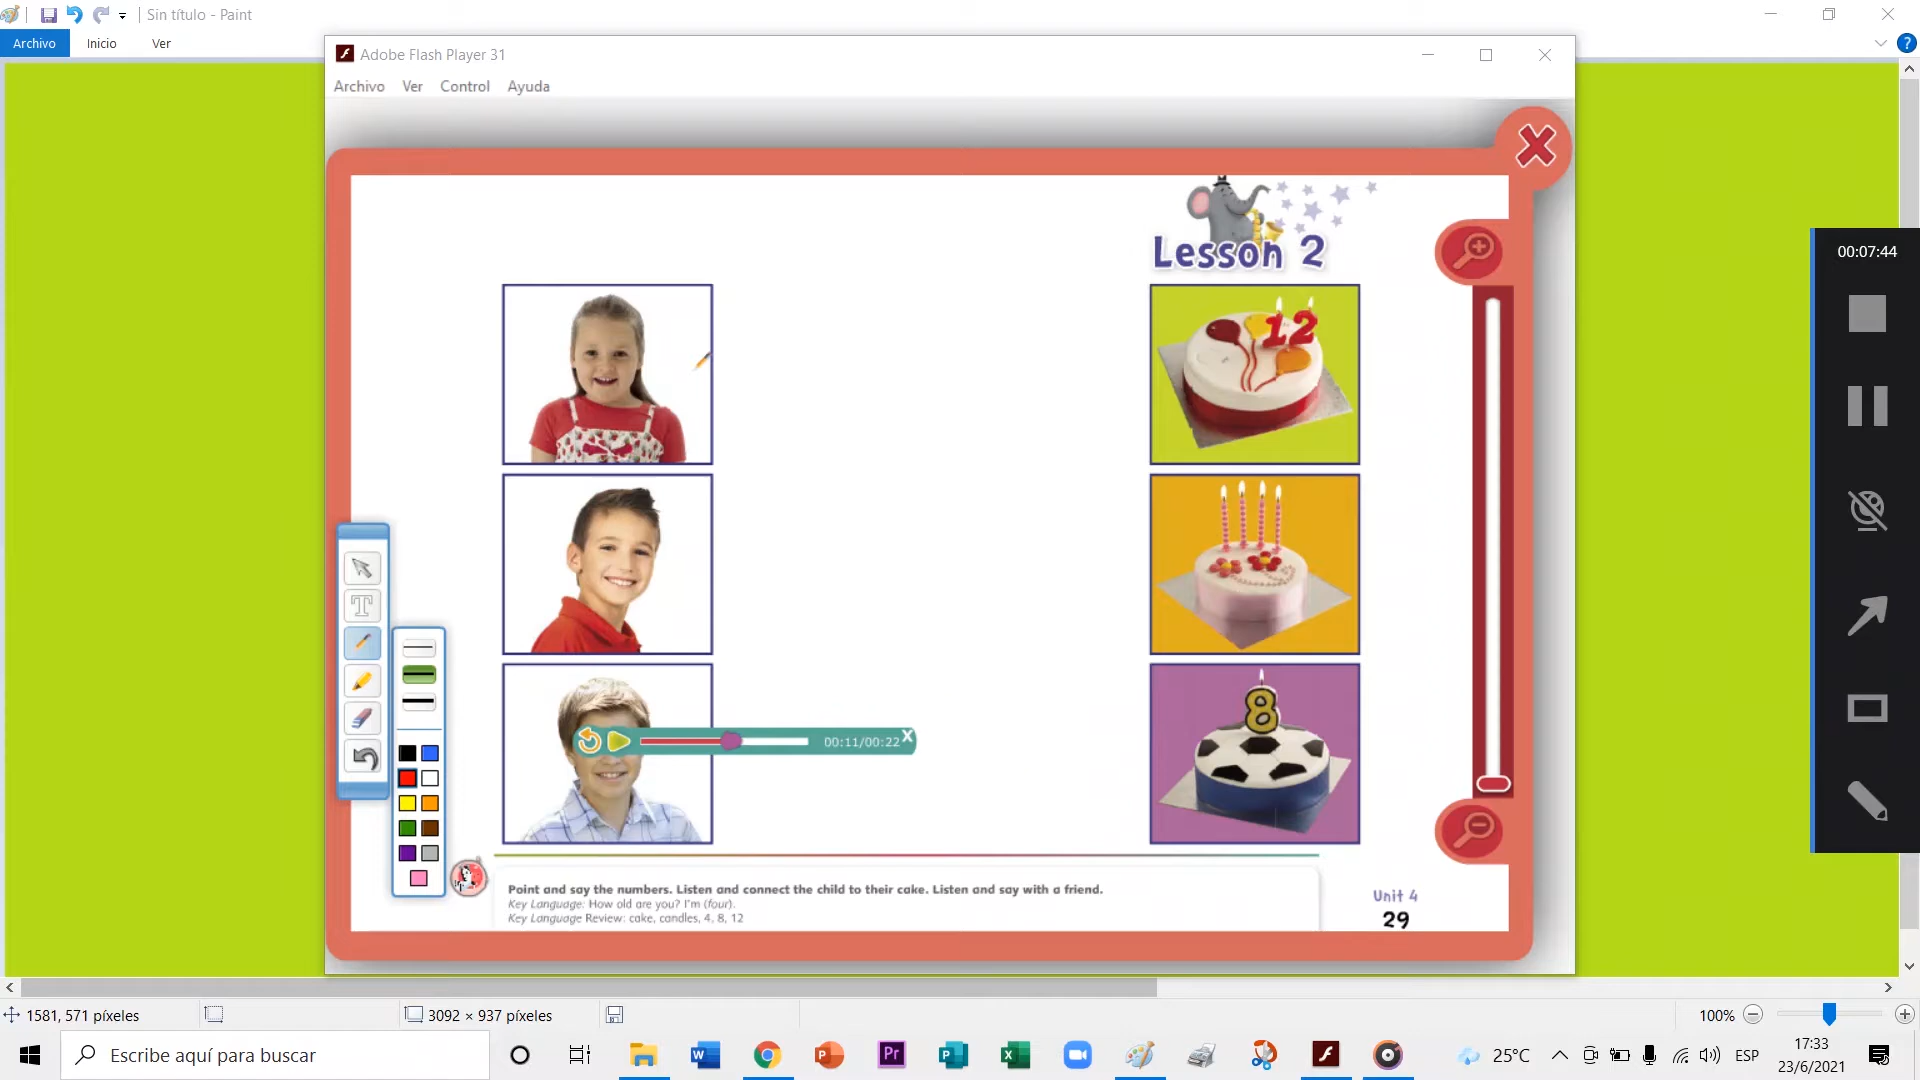 Sin título - Paint
Archivo Inicio Ver
Adobe Flash Player 31
Archivo Ver Control Ayuda
Lesson 2
00:07:44
12
8
T
00:11/00:22 X
Point and say the numbers. Listen and connect the child to their cake. Listen and say with a friend.
Key Language: How old are you? I'm (four).
Key Language Review: cake, candles, 4, 8, 12
Unit 4
29
1581, 571 píxeles
3092 × 937 píxeles
100%
Escribe aquí para buscar
25°C
ESP
17:33
23/6/2021